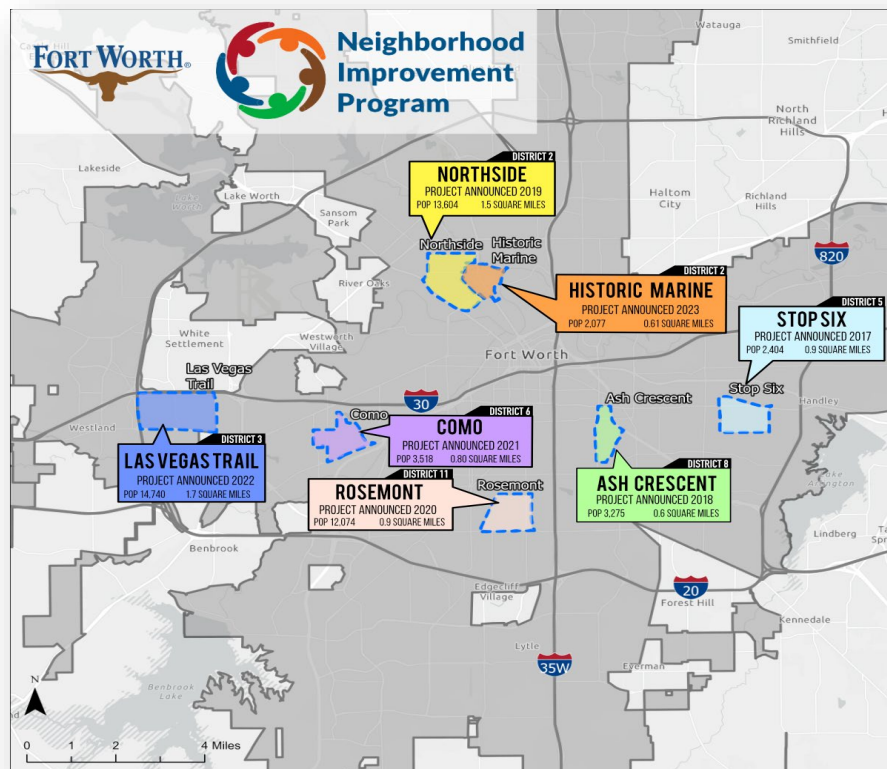 FORT WORTH®
Neighborhood
Improvement
Program
Watauga
Smithfield
North
Richland
Hills
Lakeside
Lake Worth
Sansom
Park
Haltom
City
Richland
Hills
DISTRICT 2
NORTHSIDE
PROJECT ANNOUNCED 2019
POP 13,604 1.5 SQUARE MILES
Northside
Historic
Marine
820
River Oaks
DISTRICT 2
HISTORIC MARINE
PROJECT ANNOUNCED 2023
POP 2,077 0.61 SQUARE MILES
DISTRICT 5
STOP SIX
PROJECT ANNOUNCED 2017
POP 2,404 0.9 SQUARE MILES
White
Settlement
Westworth
Village
Fort Worth
Las Vegas
Trail
30
Ash Crescent
Stop Six
Handley
Westland
Como
DISTRICT 6
COMO
PROJECT ANNOUNCED 2021
POP 3,518 0.80 SQUARE MILES
DISTRICT 3
LAS VEGAS TRAIL
PROJECT ANNOUNCED 2022
POP 14,740 1.7 SQUARE MILES
DISTRICT 11
ROSEMONT
PROJECT ANNOUNCED 2020
POP 12,074 0.9 SQUARE MILES
Rosemont
DISTRICT 8
ASH CRESCENT
PROJECT ANNOUNCED 2018
POP 3,275 0.6 SQUARE MILES
Lake
Arlington
Lindberg
Benbrook
Edgecliff
Village
20
Forest Hill
Kennedale
Lytle
35W
Everman
Benbrook
Lake
N
0 1 2 4 Miles